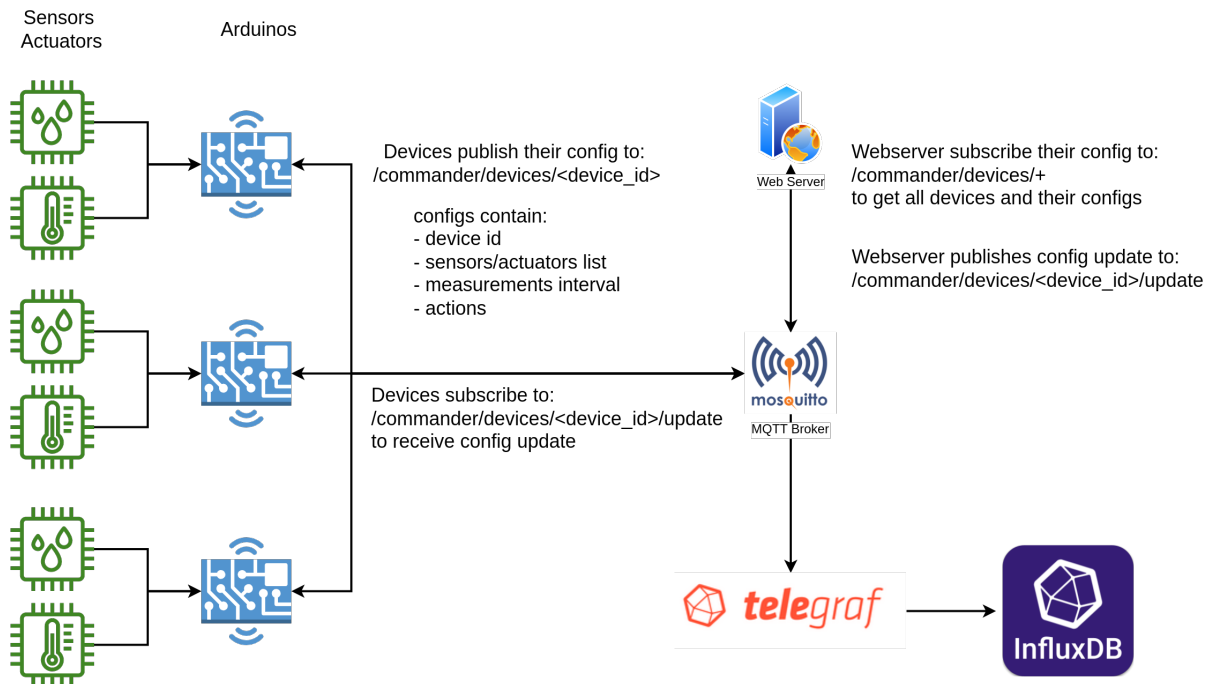 Sensors
Actuators
Arduinos
Devices publish their config to:
/commander/devices/<device_id>
configs contain:
- device id
- sensors/actuators list
- measurements interval
- actions
Web Server
Webserver subscribe their config to:
/commander/devices/+
to get all devices and their configs
Webserver publishes config update to:
/commander/devices/<device_id>/update
Devices subscribe to:
/commander/devices/<device_id>/update
to receive config update
mosquitto
MQTT Broker
telegraf
InfluxDB